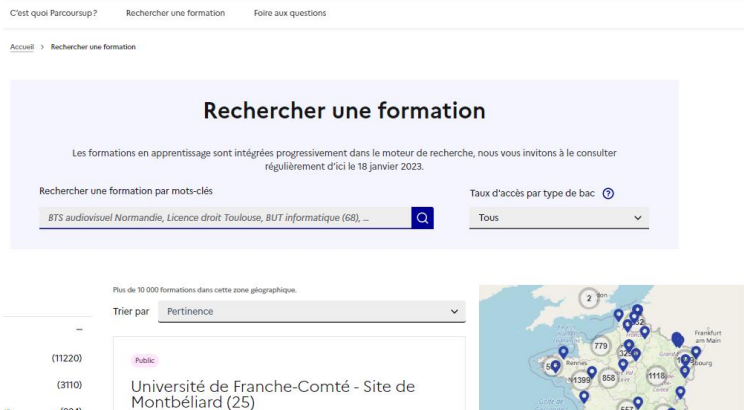 C'est quoi Parcoursup? Rechercher une formation Foire aux questions
Accueil > Rechercher une formation
Rechercher une formation
Les formations en apprentissage sont intégrées progressivement dans le moteur de recherche, nous vous invitons à le consulter
régulièrement d'ici le 18 janvier 2023.
Rechercher une formation par mots-clés
Taux d'accès par type de bac ?
BTS audiovisuel Normandie, Licence droit Toulouse, BUT informatique (68), ...
Tous
Plus de 10 000 formations dans cette zone géographique.
Trier par Pertinence
(11220)
(3110)
Public
Université de Franche-Comté - Site de
Montbéliard (25)
2
779
Frankfurt
am Main
Rennes
1399
858
1118
557